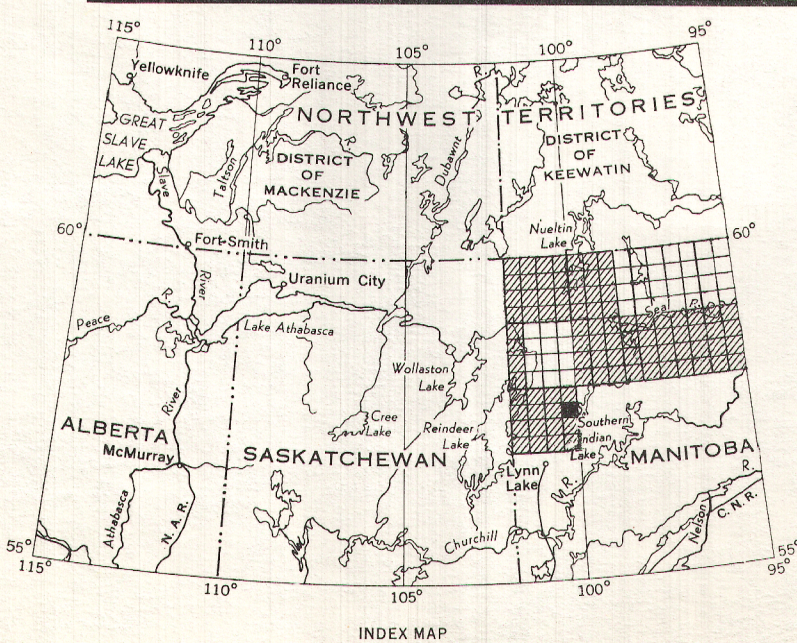 115°
110°
105°
100°
95°
Yellowknife
Fort
Reliance
R.
NORTHWEST TERRITORIES
GREAT
SLAVE
LAKE
Slave
Taltson
R.
DISTRICT
OF
MACKENZIE
Dubawnt
DISTRICT
OF
KEEWATIN
Nueltin
Lake
60°
60°
Fort Smith
River
Uranium City
Peace
R.
Lake Athabasca
Seal R.
Wollaston
Lake
River
Cree
Lake
Reindeer
Lake
Southern
Indian
Lake
ALBERTA
McMurray
SASKATCHEWAN
MANITOBA
Lynn
Lake
R.
R.
Athabasca
N.A.R.
Churchill
Nelson
C.N.R.
55°
115°
110°
105°
100°
55°
95°
INDEX MAP